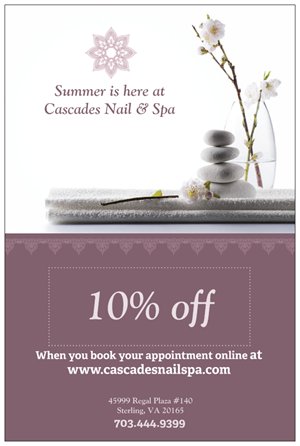 Summer is here at
Cascades Nail & Spa
10% off
When you book your appointment online at
www.cascadesnailspa.com
45999 Regal Plaza #140
Sterling, VA 20165
703.444.9399